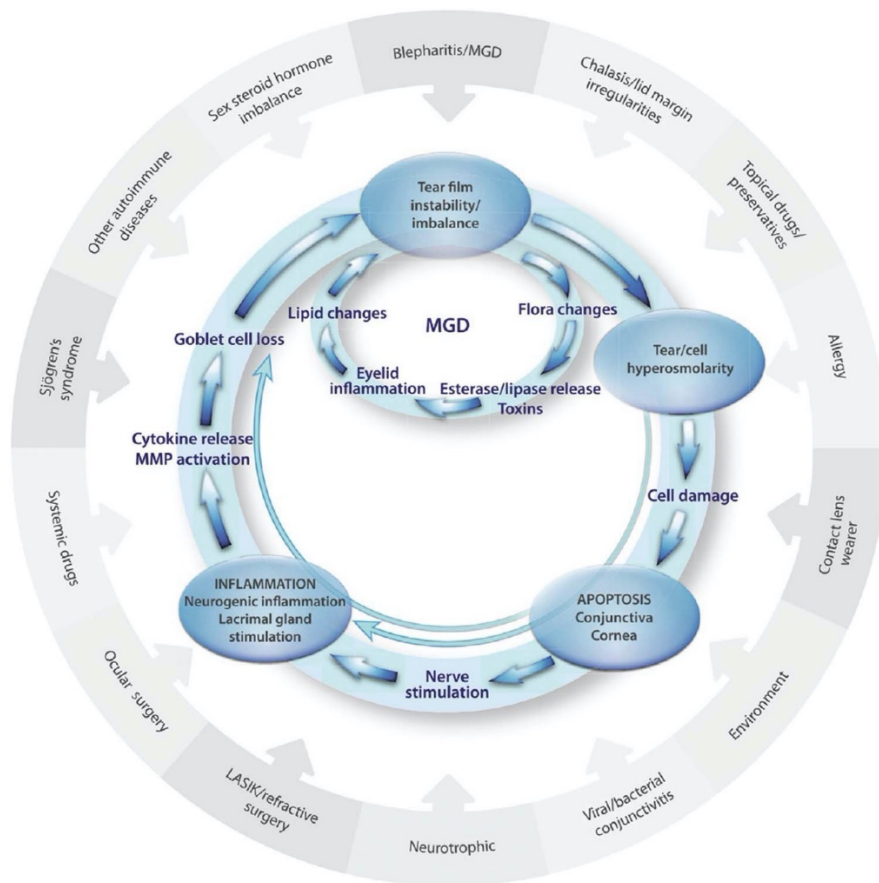 Blepharitis/MGD
Chalasis/lid margin
irregularities
Topical drugs/
preservatives
Allergy
Contact lens
wearer
Environment
Viral/bacterial
conjunctivitis
Neurotrophic
LASIK/refractive
surgery
Ocular surgery
Systemic drugs
Sjögren's
syndrome
Other autoimmune
diseases
Sex steroid hormone
imbalance
Tear film
instability/
imbalance
Tear/cell
hyperosmolarity
Cell damage
APOPTOSIS
Conjunctiva
Cornea
Nerve
stimulation
INFLAMMATION
Neurogenic inflammation
Lacrimal gland
stimulation
Cytokine release
MMP activation
Goblet cell loss
MGD
Flora changes
Esterase/lipase release
Toxins
Eyelid
inflammation
Lipid changes